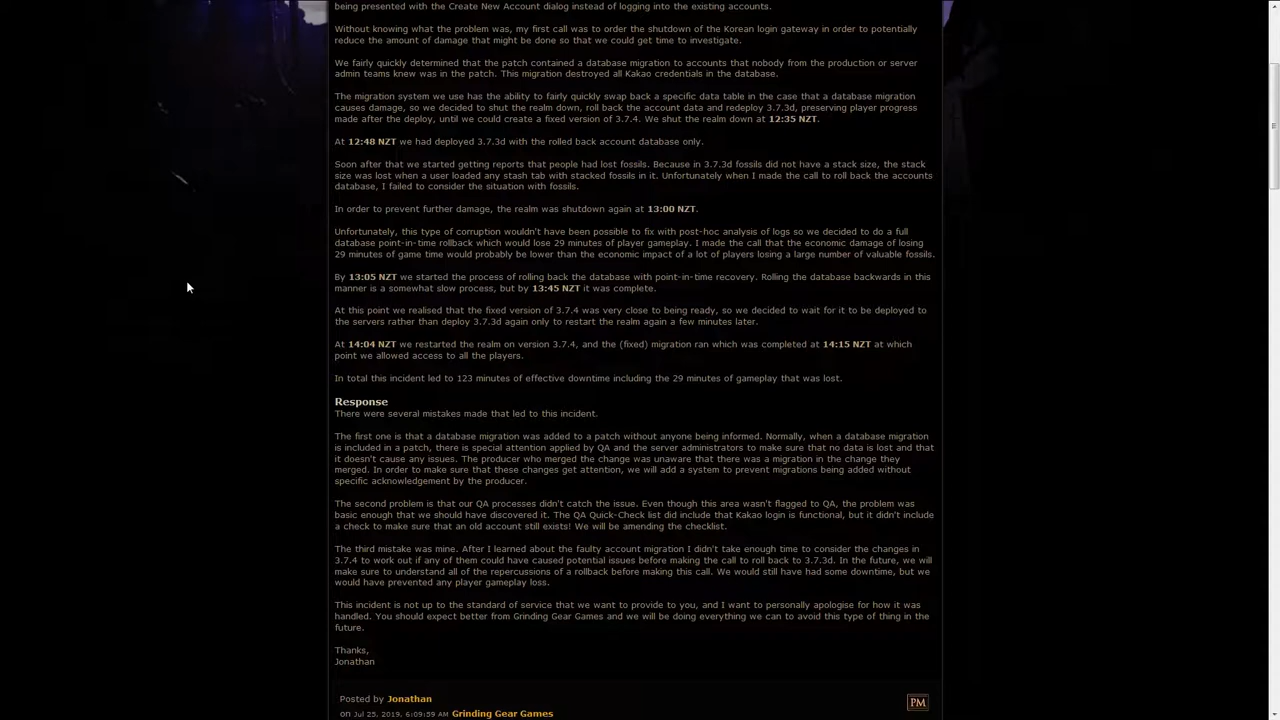 being presented with the Create New Account dialog instead of logging into the existing accounts.
Without knowing what the problem was, my first call was to order the shutdown of the Korean login gateway in order to potentially
reduce the amount of damage that might be done so that we could get time to investigate.
We fairly quickly determined that the patch contained a database migration to accounts that nobody from the production or server
admin teams knew was in the patch. This migration destroyed all Kakao credentials in the database.
The migration system we use has the ability to fairly quickly swap back a specific data table in the case that a database migration
causes damage, so we decided to shut the realm down, roll back the account data and redeploy 3.7.3d, preserving player progress
made after the deploy, until we could create a fixed version of 3.7.4. We shut the realm down at 12:35 NZT.
At 12:48 NZT we had deployed 3.7.3d with the rolled back account database only.
Soon after that we started getting reports that people had lost fossils. Because in 3.7.3d fossils did not have a stack size, the stack
size was lost when a user loaded any stash tab with stacked fossils in it. Unfortunately when I made the call to roll back the accounts
database, I failed to consider the situation with fossils.
In order to prevent further damage, the realm was shutdown again at 13:00 NZT.
Unfortunately, this type of corruption wouldn't have been possible to fix with post-hoc analysis of logs so we decided to do a full
database point-in-time rollback which would lose 29 minutes of player gameplay. I made the call that the economic damage of losing
29 minutes of game time would probably be lower than the economic impact of a lot of players losing a large number of valuable fossils.
By 13:05 NZT we started the process of rolling back the database with point-in-time recovery. Rolling the database backwards in this
manner is a somewhat slow process, but by 13:45 NZT it was complete.
At this point we realised that the fixed version of 3.7.4 was very close to being ready, so we decided to wait for it to be deployed to
the servers rather than deploy 3.7.3d again only to restart the realm again a few minutes later.
At 14:04 NZT we restarted the realm on version 3.7.4, and the (fixed) migration ran which was completed at 14:15 NZT at which
point we allowed access to all the players.
In total this incident led to 123 minutes of effective downtime including the 29 minutes of gameplay that was lost.
Response
There were several mistakes made that led to this incident.
The first one is that a database migration was added to a patch without anyone being informed. Normally, when a database migration
is included in a patch, there is special attention applied by QA and the server administrators to make sure that no data is lost and that
it doesn't cause any issues. The producer who merged the change was unaware that there was a migration in the change they
merged. In order to make sure that these changes get attention, we will add a system to prevent migrations being added without
specific acknowledgement by the producer.
The second problem is that our QA processes didn't catch the issue. Even though this area wasn't flagged to QA, the problem was
basic enough that we should have discovered it. The QA Quick-Check list did include that Kakao login is functional, but it didn't include
a check to make sure that an old account still exists! We will be amending the checklist.
The third mistake was mine. After I learned about the faulty account migration I didn't take enough time to consider the changes in
3.7.4 to work out if any of them could have caused potential issues before making the call to roll back to 3.7.3d. In the future, we will
make sure to understand all of the repercussions of a rollback before making this call. We would still have had some downtime, but we
would have prevented any player gameplay loss.
This incident is not up to the standard of service that we want to provide to you, and I want to personally apologise for how it was
handled. You should expect better from Grinding Gear Games and we will be doing everything we can to avoid this type of thing in the
future.
Thanks,
Jonathan
Posted by Jonathan
on Jul 25, 2019, 6:09:59 AM Grinding Gear Games
PM